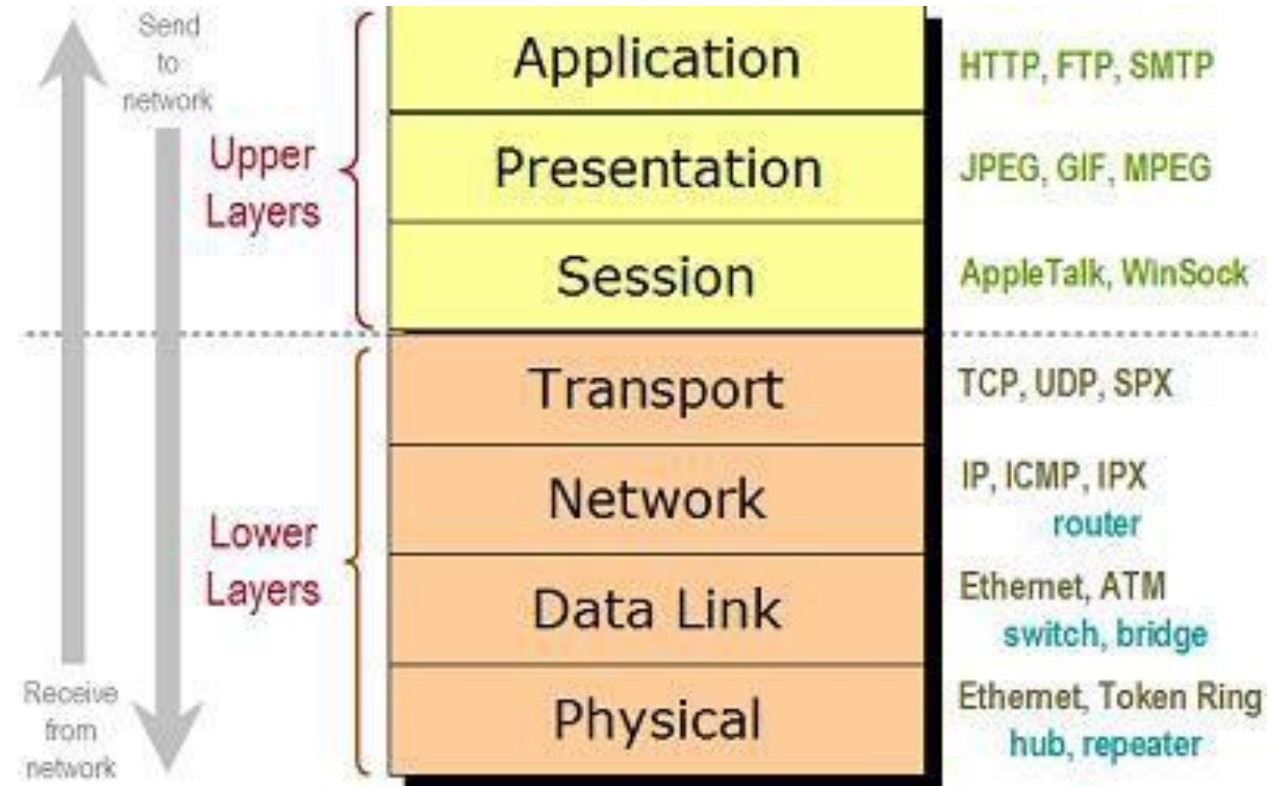 Send
to
network
Upper
Layers
Application
HTTP, FTP, SMTP
Presentation
JPEG, GIF, MPEG
Session
AppleTalk, WinSock
Lower
Layers
Transport
TCP, UDP, SPX
Network
IP, ICMP, IPX
router
Data Link
Ethernet, ATM
switch, bridge
Physical
Ethernet, Token Ring
hub, repeater
Receive
from
network